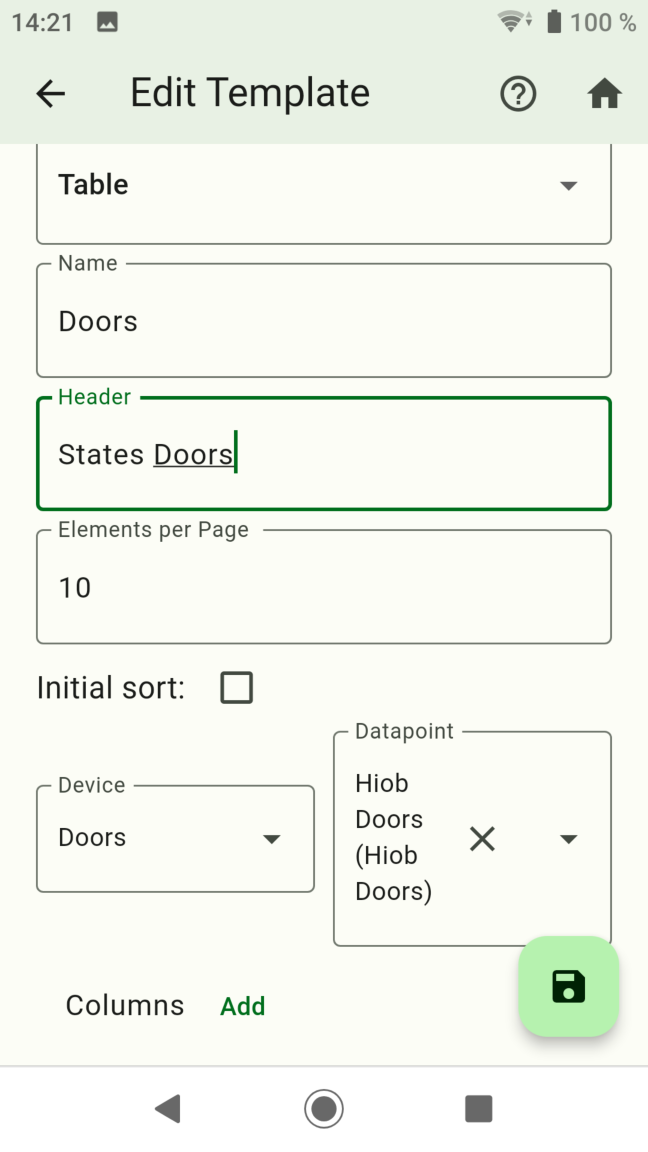 14:21
100 %
Edit Template
Table
Name
Doors
Header
States Doors
Elements per Page
10
Initial sort:
Datapoint
Device
Doors
Hiob
Doors
(Hiob
Doors)
Columns Add